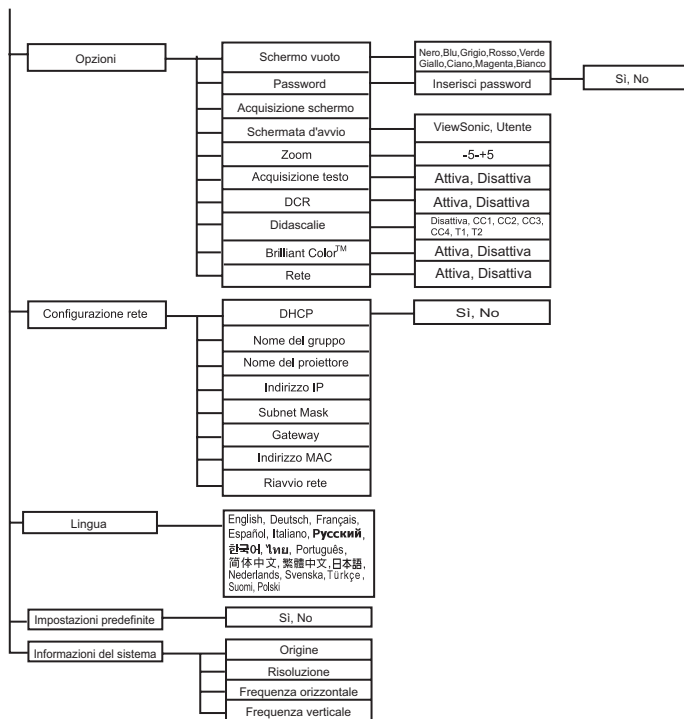 Opzioni
Schermo vuoto
Nero,Blu,Grigio,Rosso,Verde
Giallo,Ciano,Magenta,Bianco
Password
Inserisci password
Sì, No
Acquisizione schermo
Schermata d'avvio
ViewSonic, Utente
Zoom
-5-+5
Acquisizione testo
Attiva, Disattiva
DCR
Attiva, Disattiva
Didascalie
Disattiva, CC1, CC2, CC3,
CC4, T1, T2
Brilliant Color™
Attiva, Disattiva
Rete
Attiva, Disattiva
Configurazione rete
DHCP
Sì, No
Nome del gruppo
Nome del proiettore
Indirizzo IP
Subnet Mask
Gateway
Indirizzo MAC
Riavvio rete
Lingua
English, Deutsch, Français,
Español, Italiano, Русский,
한국어, ไทย, Português,
简体中文, 繁體中文, 日本語,
Nederlands, Svenska, Türkçe,
Suomi, Polski
Impostazioni predefinite
Sì, No
Informazioni del sistema
Origine
Risoluzione
Frequenza orizzontale
Frequenza verticale